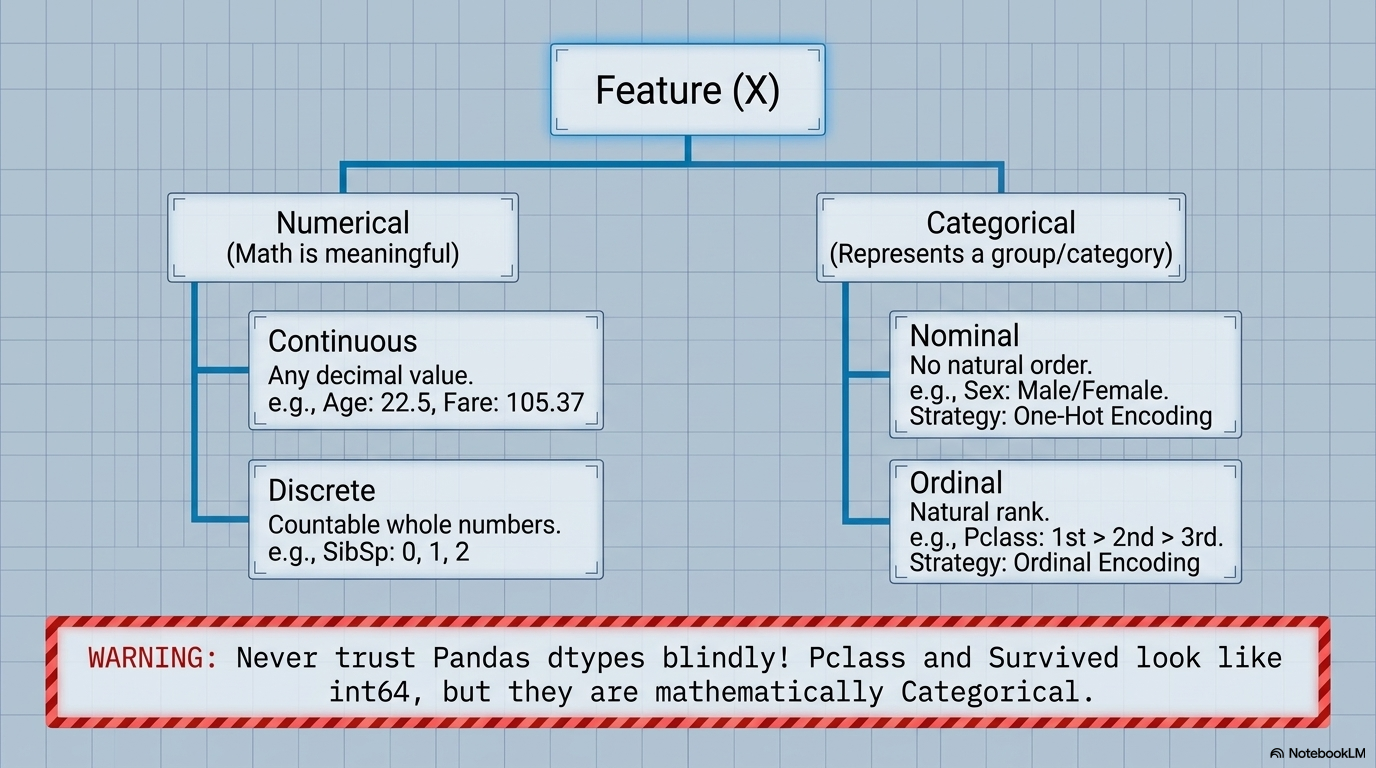 Feature (X)
Numerical
(Math is meaningful)
Categorical
(Represents a group/category)
Continuous
Any decimal value.
e.g., Age: 22.5, Fare: 105.37
Discrete
Countable whole numbers.
e.g., SibSp: 0, 1, 2
Nominal
No natural order.
e.g., Sex: Male/Female.
Strategy: One-Hot Encoding
Ordinal
Natural rank.
e.g., Pclass: 1st > 2nd > 3rd.
Strategy: Ordinal Encoding
WARNING: Never trust Pandas dtypes blindly! Pclass and Survived look like
int64, but they are mathematically Categorical.
NotebookLM